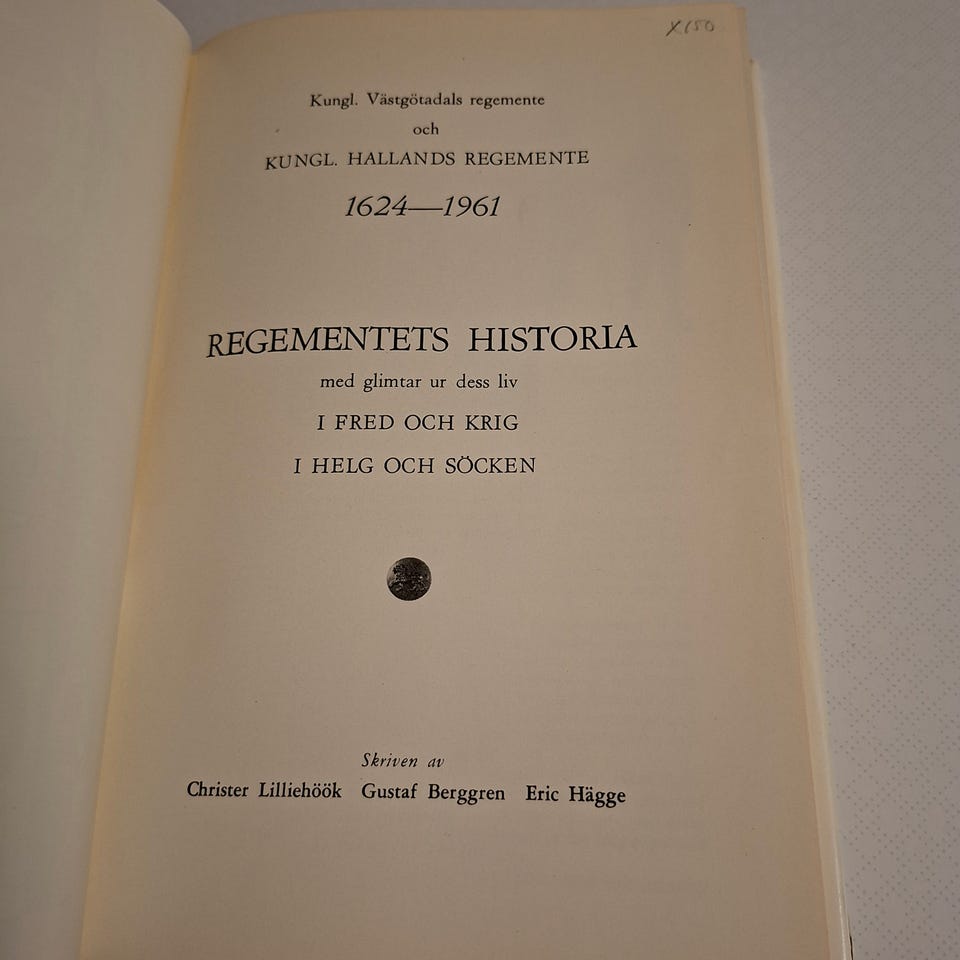 X150
Kungl. Västgötadals regemente
och
KUNGL. HALLANDS REGEMENTE
1624—1961
REGEMENTETS HISTORIA
med glimtar ur dess liv
I FRED OCH KRIG
I HELG OCH SÖCKEN
Skriven av
Christer Lilliehöök Gustaf Berggren Eric Hägge